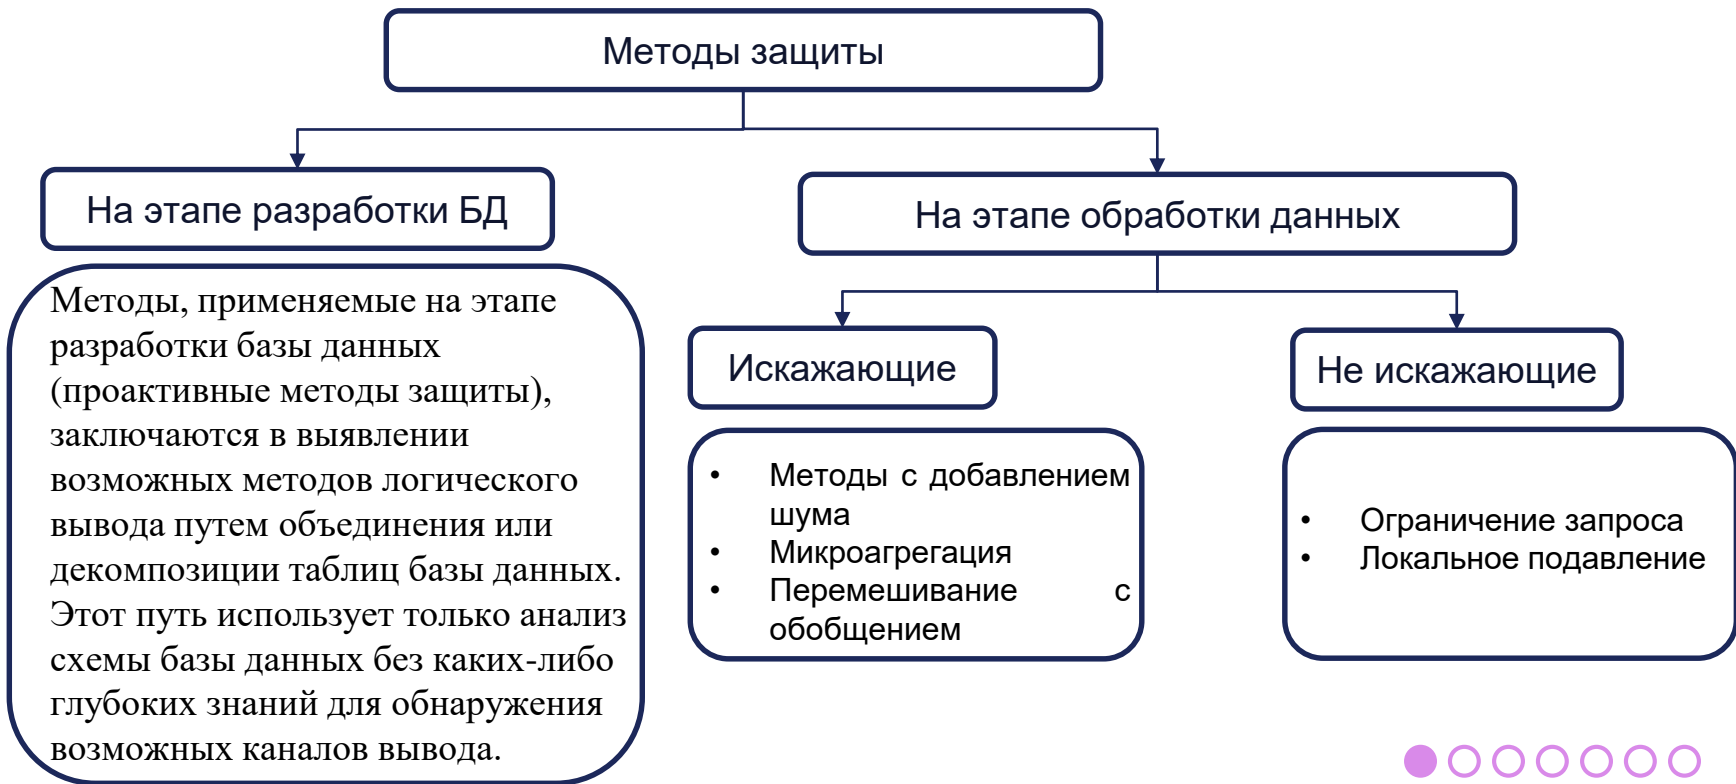 Методы защиты
На этапе разработки БД
На этапе обработки данных
Методы, применяемые на этапе
разработки базы данных
(проактивные методы защиты),
заключаются в выявлении
возможных методов логического
вывода путем объединения или
декомпозиции таблиц базы данных.
Этот путь использует только анализ
схемы базы данных без каких-либо
глубоких знаний для обнаружения
возможных каналов вывода.
Искажающие
• Методы с добавлением
шума
• Микроагрегация
• Перемешивание с
обобщением
Не искажающие
• Ограничение запроса
• Локальное подавление